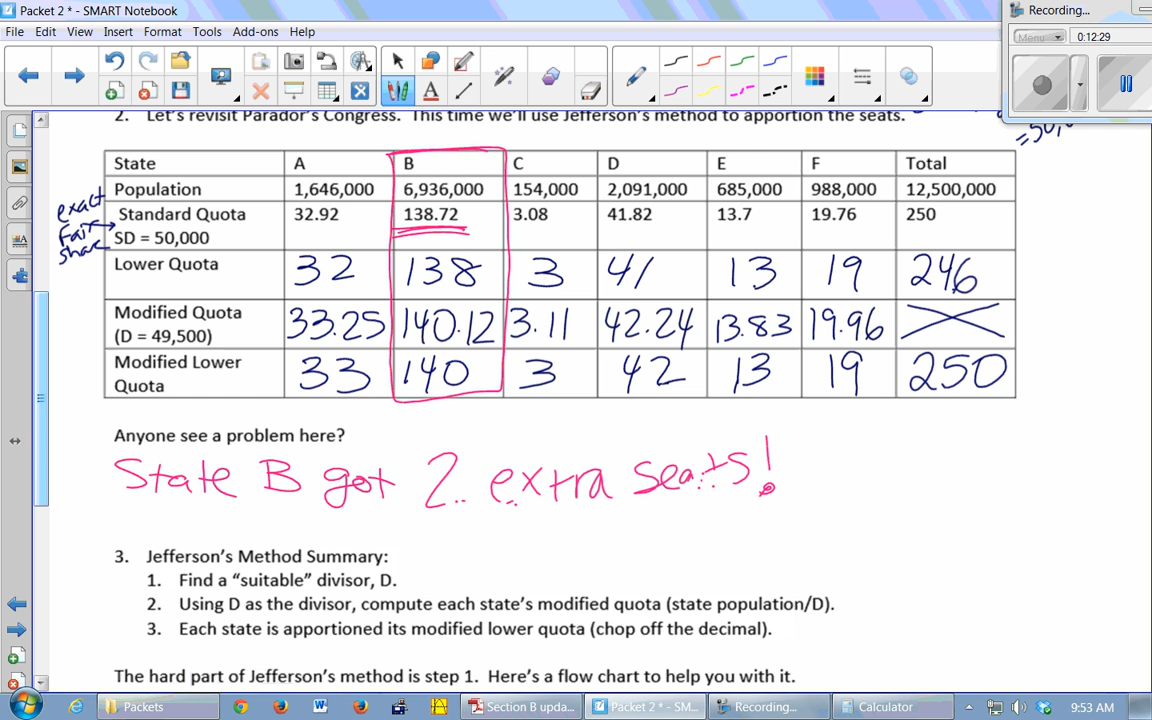 Packet 2 * - SMART Notebook
Recording...
File Edit View Insert Format Tools Add-ons Help
Menu
0:12:29
2. Let's revisit Parador's Congress. This time we'll use Jefferson's method to apportion the seats.
State A B C D E F Total
Population 1,646,000 6,936,000 154,000 2,091,000 685,000 988,000 12,500,000
exact fair share
Standard Quota 32.92 138.72 3.08 41.82 13.7 19.76 250
SD = 50,000
Lower Quota 32 138 3 41 13 19 246
Modified Quota 33.25 140.12 3.11 42.24 13.83 19.96
(D = 49,500)
Modified Lower Quota 33 140 3 42 13 19 250
Anyone see a problem here?
State B got 2 extra seats!
3. Jefferson's Method Summary:
1. Find a "suitable" divisor, D.
2. Using D as the divisor, compute each state's modified quota (state population/D).
3. Each state is apportioned its modified lower quota (chop off the decimal).
The hard part of Jefferson's method is step 1. Here's a flow chart to help you with it.
Packets
Section B upda...
Packet 2 * - SM...
Recording...
Calculator
9:53 AM